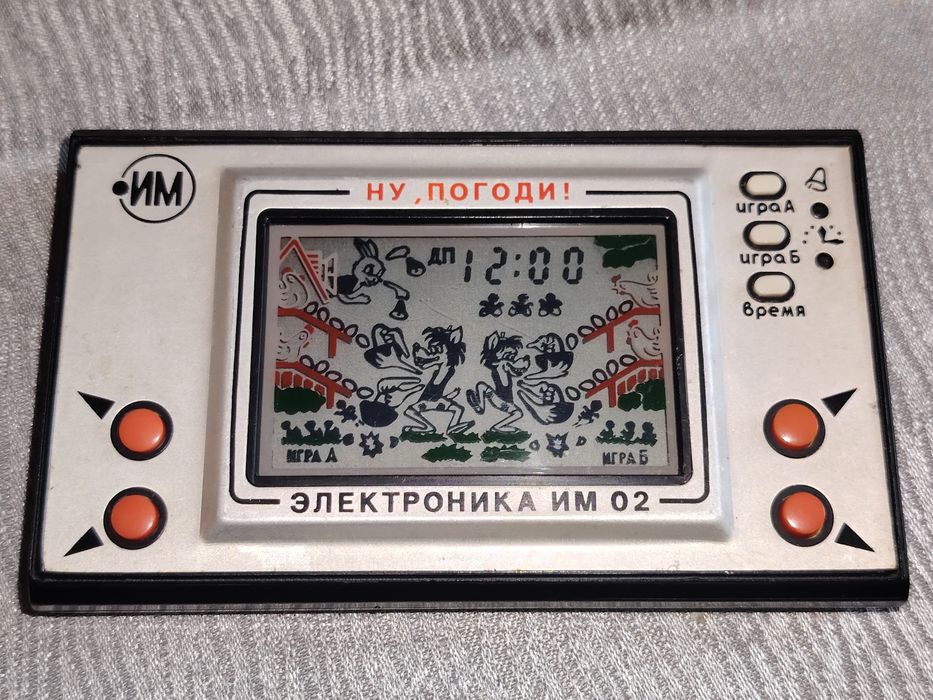 ИМ
НУ, ПОГОДИ!
игра А
игра Б
время
ДП 12:00
ИГРА А
ИГРА Б
ЭЛЕКТРОНИКА ИМ 02